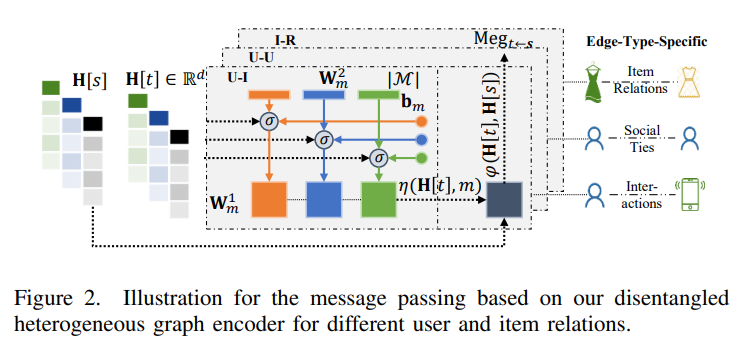 I-R
Meg_{t←s}
Edge-Type-Specific
U-U
H[s]
H[t] ∈ ℝ^d
U-I
W_m^2
|ℳ|
b_m
Item
Relations
σ
σ
σ
φ(H[t], H[s])
Social
Ties
W_m^1
η(H[t], m)
Inter-
actions
Figure 2. Illustration for the message passing based on our disentangled
heterogeneous graph encoder for different user and item relations.